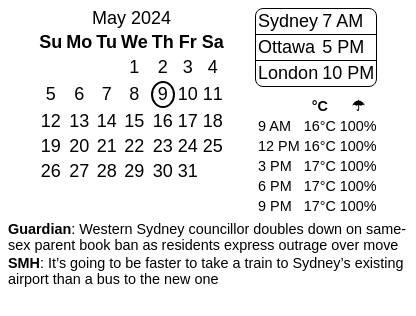 May 2024
Su Mo Tu We Th Fr Sa
1 2 3 4
5 6 7 8 9 10 11
12 13 14 15 16 17 18
19 20 21 22 23 24 25
26 27 28 29 30 31
Sydney 7 AM
Ottawa 5 PM
London 10 PM
°C ☂
9 AM 16°C 100%
12 PM 16°C 100%
3 PM 17°C 100%
6 PM 17°C 100%
9 PM 17°C 100%
Guardian: Western Sydney councillor doubles down on same-
sex parent book ban as residents express outrage over move
SMH: It’s going to be faster to take a train to Sydney’s existing
airport than a bus to the new one